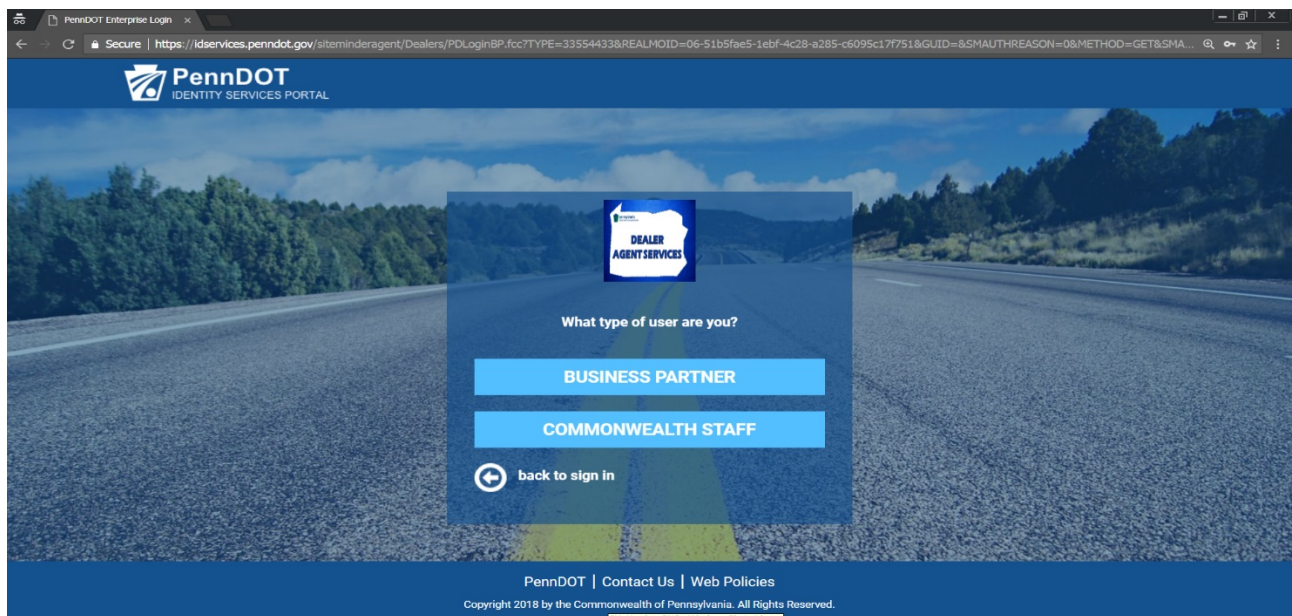 PennDOT Enterprise Login
Secure | https://idservices.penndot.gov/siteminderagent/Dealers/PDLoginBP.fcc?TYPE=33554433&REALMOID=06-51b5fae5-1ebf-4c28-a285-c6095c17f751&GUID=&SMAUTHREASON=0&METHOD=GET&SMA...
PennDOT
IDENTITY SERVICES PORTAL
DEALER
AGENT SERVICES
What type of user are you?
BUSINESS PARTNER
COMMONWEALTH STAFF
back to sign in
PennDOT | Contact Us | Web Policies
Copyright 2018 by the Commonwealth of Pennsylvania. All Rights Reserved.